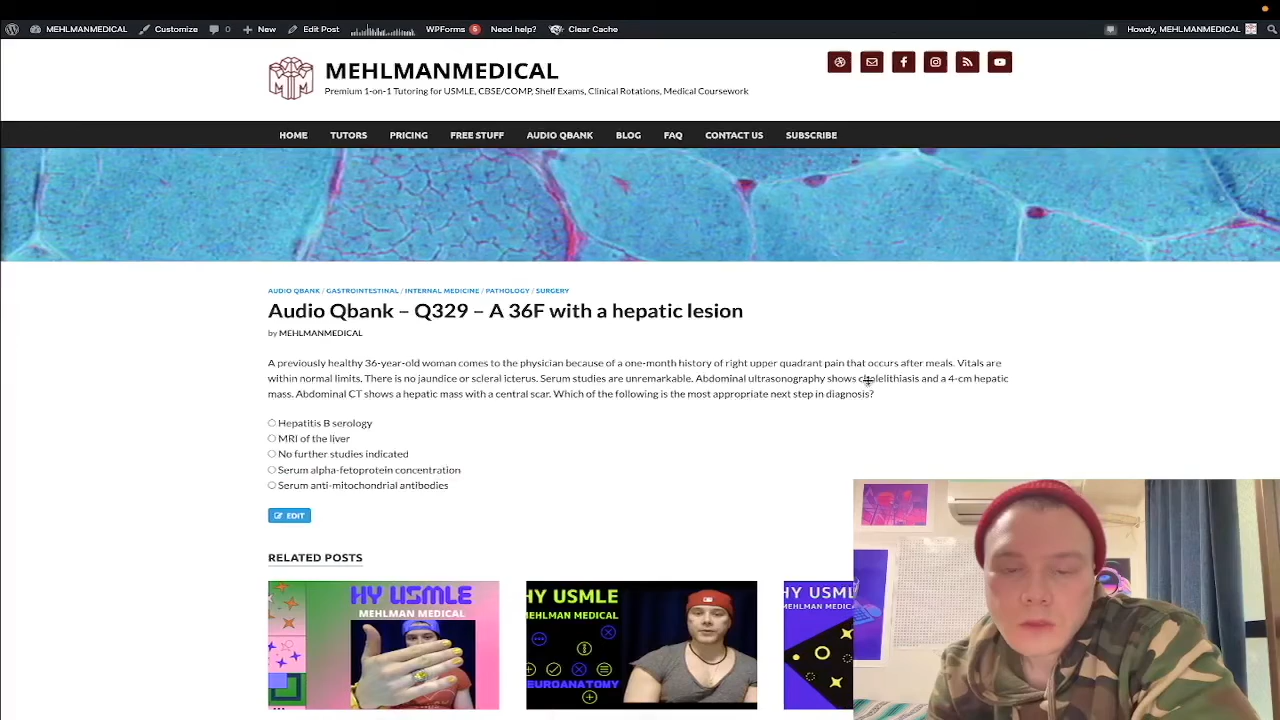 MEHLMANMEDICAL Customize 0 New Edit Post WPForms 5 Need help? Clear Cache Howdy, MEHLMANMEDICAL
MEHLMANMEDICAL
Premium 1-on-1 Tutoring for USMLE, CBSE/COMP, Shelf Exams, Clinical Rotations, Medical Coursework
HOME TUTORS PRICING FREE STUFF AUDIO QBANK BLOG FAQ CONTACT US SUBSCRIBE
AUDIO QBANK / GASTROINTESTINAL / INTERNAL MEDICINE / PATHOLOGY / SURGERY
Audio Qbank – Q329 – A 36F with a hepatic lesion
by MEHLMANMEDICAL
A previously healthy 36-year-old woman comes to the physician because of a one-month history of right upper quadrant pain that occurs after meals. Vitals are
within normal limits. There is no jaundice or scleral icterus. Serum studies are unremarkable. Abdominal ultrasonography shows cholelithiasis and a 4-cm hepatic
mass. Abdominal CT shows a hepatic mass with a central scar. Which of the following is the most appropriate next step in diagnosis?
Hepatitis B serology
MRI of the liver
No further studies indicated
Serum alpha-fetoprotein concentration
Serum anti-mitochondrial antibodies
EDIT
RELATED POSTS
HY USMLE
MEHLMAN MEDICAL
HY USMLE
MEHLMAN MEDICAL
EUROANATOMY
HY USML
MEHLMAN MEDIC